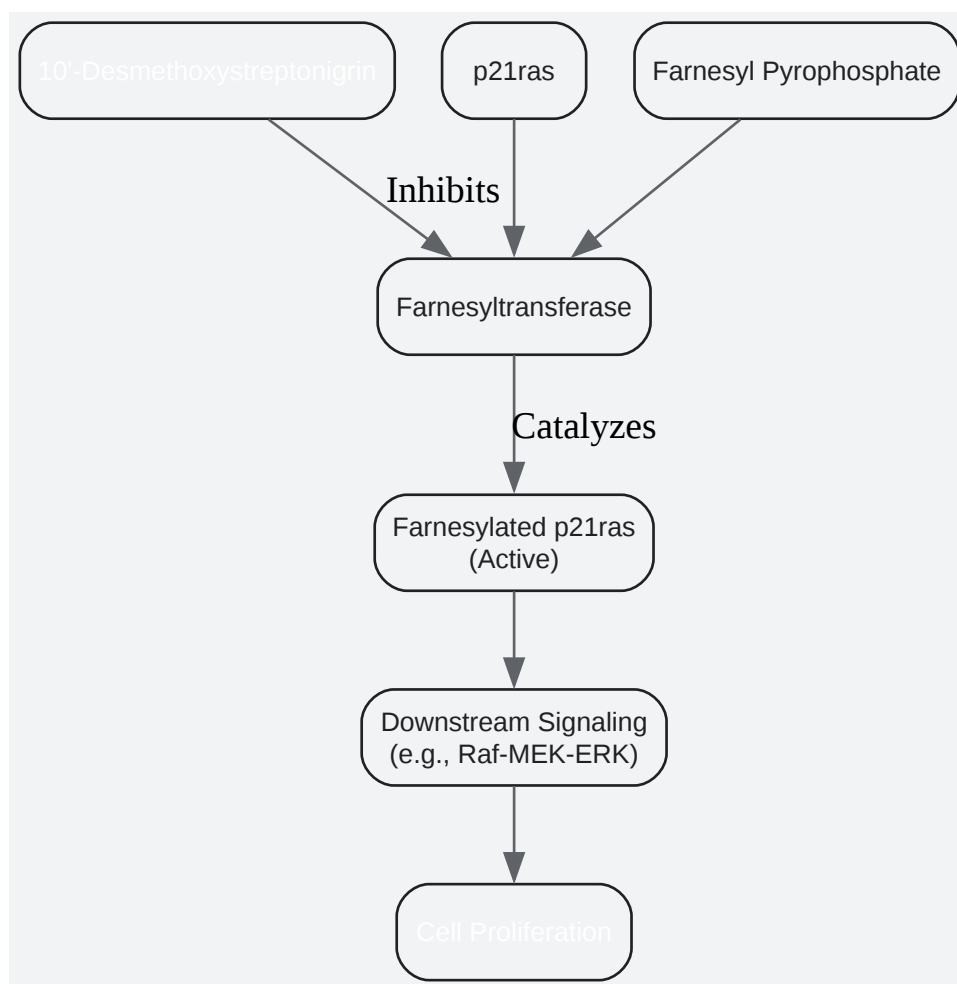 10'-Desmethoxystreptonigrin
p21ras
Farnesyl Pyrophosphate
Inhibits
Farnesyltransferase
Catalyzes
Farnesylated p21ras
(Active)
Downstream Signaling
(e.g., Raf-MEK-ERK)
Cell Proliferation